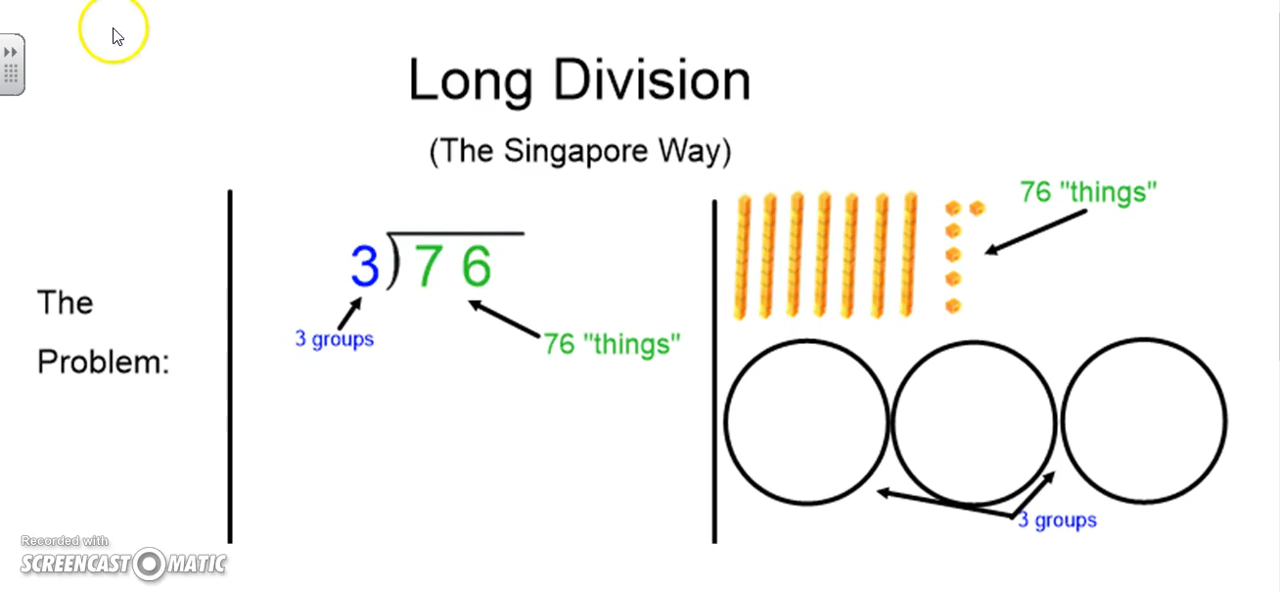 Long Division
(The Singapore Way)
The
Problem:
3)76
3 groups
76 "things"
76 "things"
3 groups
Recorded with
SCREENCAST O MATIC